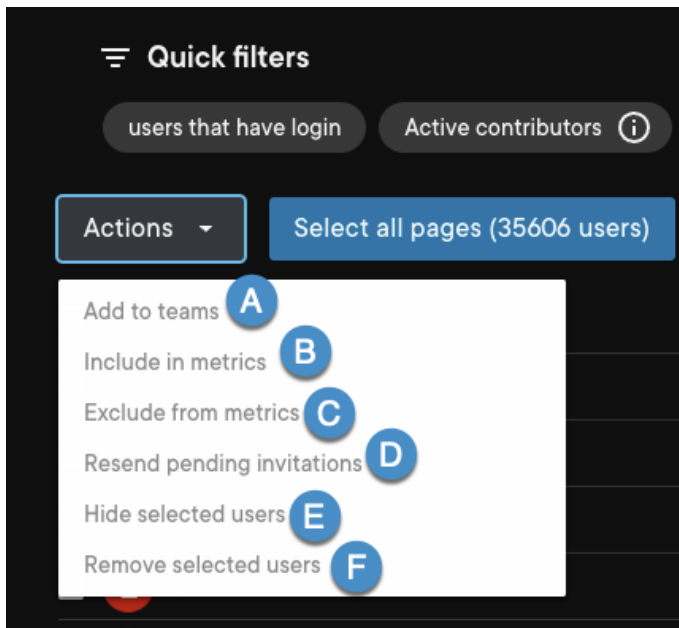 Quick filters
users that have login Active contributors
Actions Select all pages (35606 users)
Add to teams A
Include in metrics B
Exclude from metrics C
Resend pending invitations D
Hide selected users E
Remove selected users F